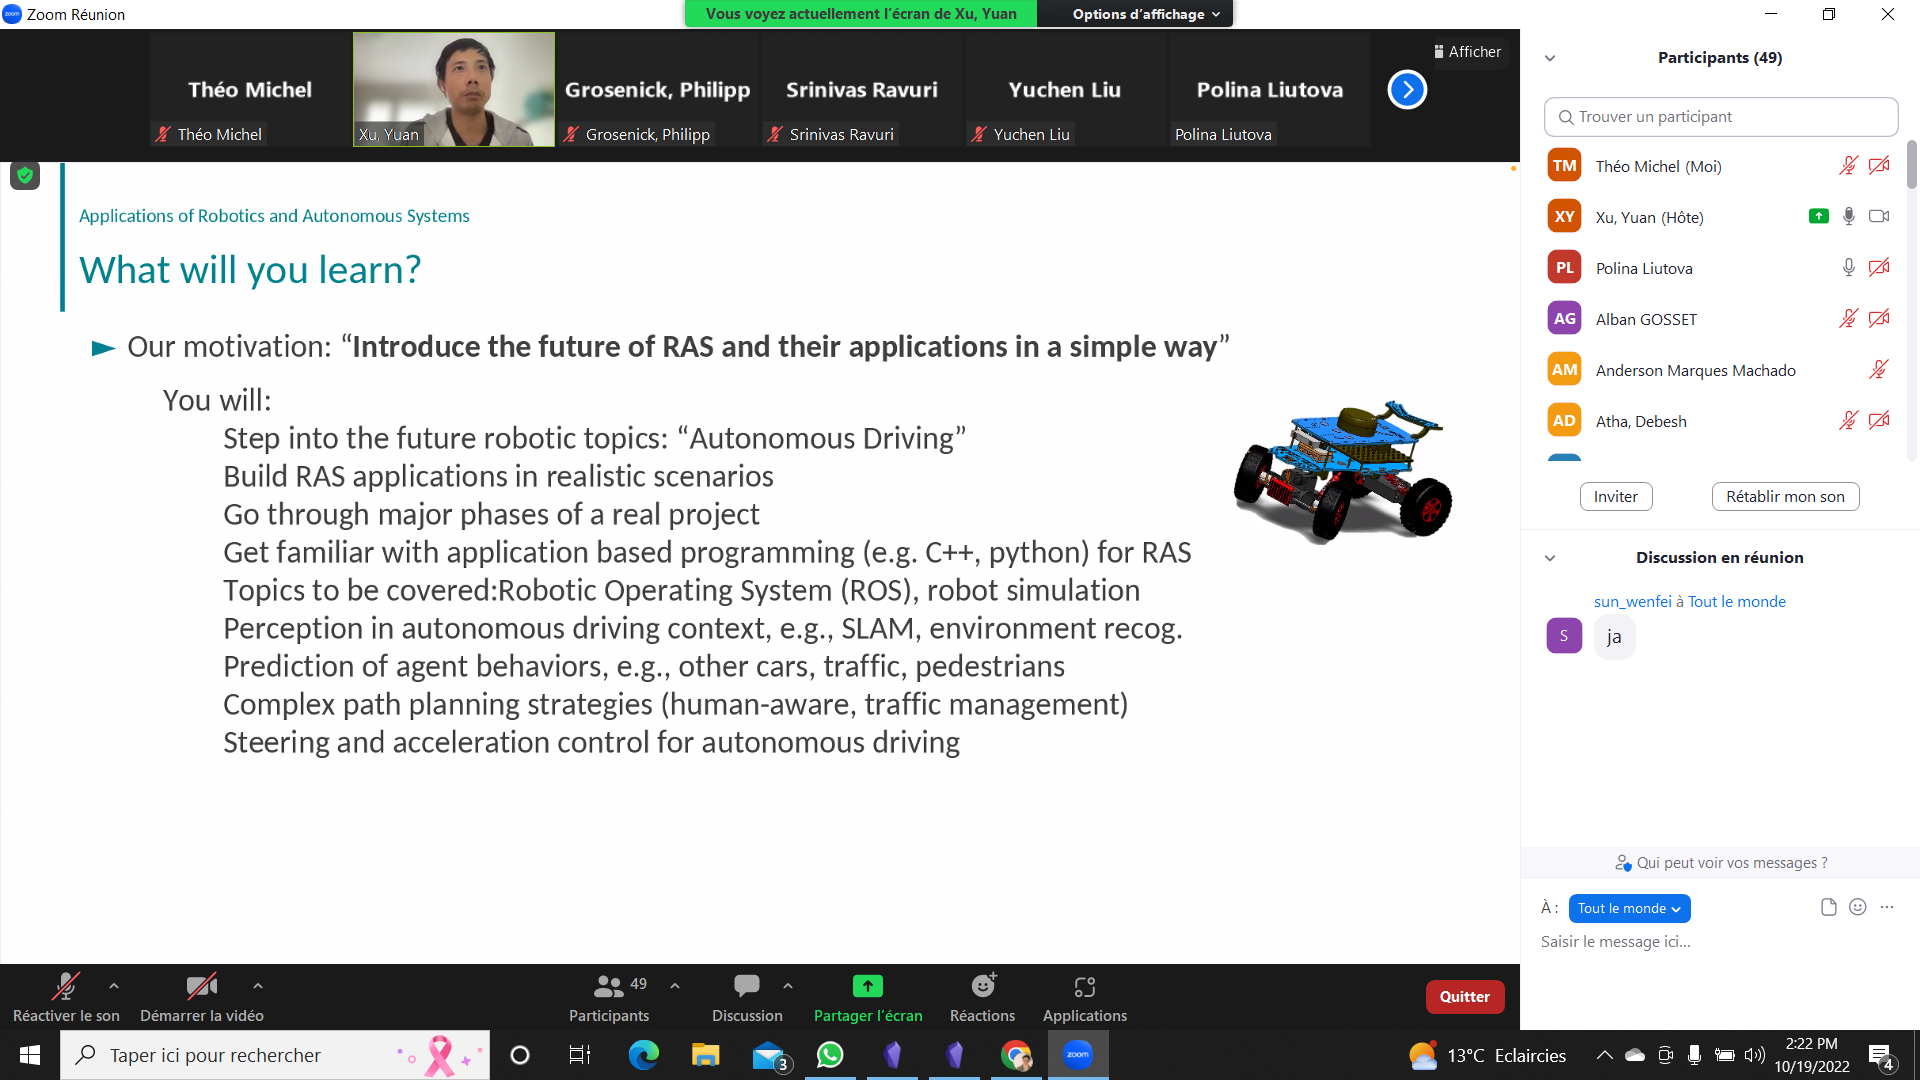 zoom Zoom Réunion
Vous voyez actuellement l'écran de Xu, Yuan
Options d'affichage
Théo Michel
Grosenick, Philipp
Srinivas Ravuri
Yuchen Liu
Polina Liutova
Afficher
Théo Michel
Xu, Yuan
Grosenick, Philipp
Srinivas Ravuri
Yuchen Liu
Polina Liutova
Applications of Robotics and Autonomous Systems
What will you learn?
► Our motivation: “Introduce the future of RAS and their applications in a simple way”
You will:
Step into the future robotic topics: “Autonomous Driving”
Build RAS applications in realistic scenarios
Go through major phases of a real project
Get familiar with application based programming (e.g. C++, python) for RAS
Topics to be covered:Robotic Operating System (ROS), robot simulation
Perception in autonomous driving context, e.g., SLAM, environment recog.
Prediction of agent behaviors, e.g., other cars, traffic, pedestrians
Complex path planning strategies (human-aware, traffic management)
Steering and acceleration control for autonomous driving
Participants (49)
Trouver un participant
TM Théo Michel (Moi)
XY Xu, Yuan (Hôte)
PL Polina Liutova
AG Alban GOSSET
AM Anderson Marques Machado
AD Atha, Debesh
Inviter
Rétablir mon son
Discussion en réunion
sun_wenfei à Tout le monde
S ja
Qui peut voir vos messages ?
À : Tout le monde
Saisir le message ici...
Réactiver le son
Démarrer la vidéo
49
Participants
Discussion
Partager l'écran
Réactions
Applications
Quitter
Taper ici pour rechercher
3
zoom
13°C Eclaircies
2:22 PM
10/19/2022
4